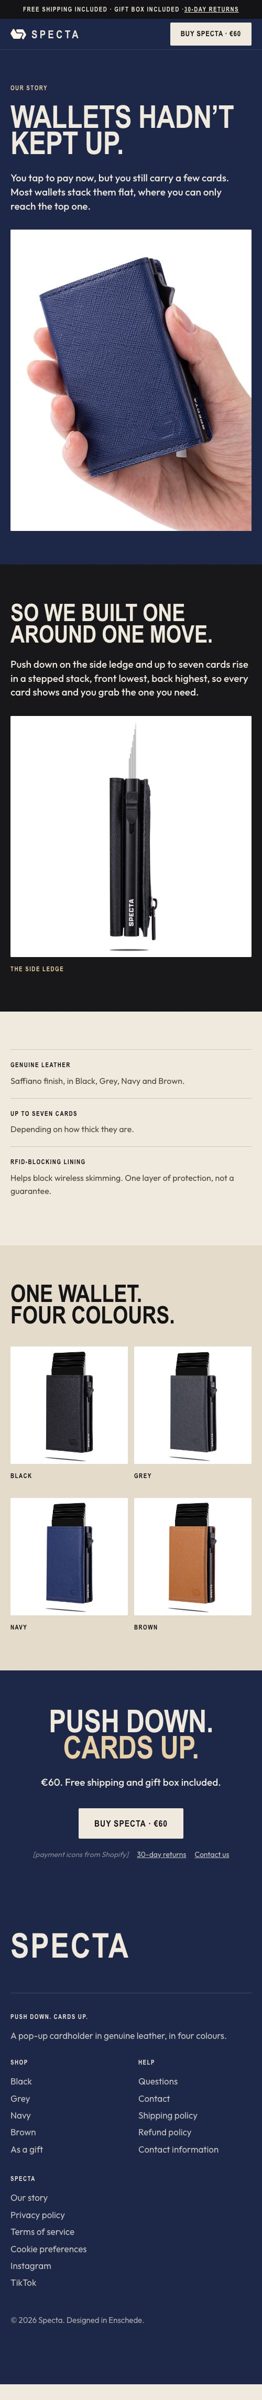 FREE SHIPPING INCLUDED · GIFT BOX INCLUDED · 30-DAY RETURNS
SPECTA
BUY SPECTA · €60
OUR STORY
WALLETS HADN'T
KEPT UP.
You tap to pay now, but you still carry a few cards.
Most wallets stack them flat, where you can only
reach the top one.
SO WE BUILT ONE
AROUND ONE MOVE.
Push down on the side ledge and up to seven cards rise
in a stepped stack, front lowest, back highest, so every
card shows and you grab the one you need.
SPECTA
THE SIDE LEDGE
GENUINE LEATHER
Saffiano finish, in Black, Grey, Navy and Brown.
UP TO SEVEN CARDS
Depending on how thick they are.
RFID-BLOCKING LINING
Helps block wireless skimming. One layer of protection, not a
guarantee.
ONE WALLET.
FOUR COLOURS.
BLACK
GREY
NAVY
BROWN
PUSH DOWN.
CARDS UP.
€60. Free shipping and gift box included.
BUY SPECTA · €60
[payment icons from Shopify] 30-day returns Contact us
SPECTA
PUSH DOWN. CARDS UP.
A pop-up cardholder in genuine leather, in four colours.
SHOP
Black
Grey
Navy
Brown
As a gift
HELP
Questions
Contact
Shipping policy
Refund policy
Contact information
SPECTA
Our story
Privacy policy
Terms of service
Cookie preferences
Instagram
TikTok
© 2026 Specta. Designed in Enschede.